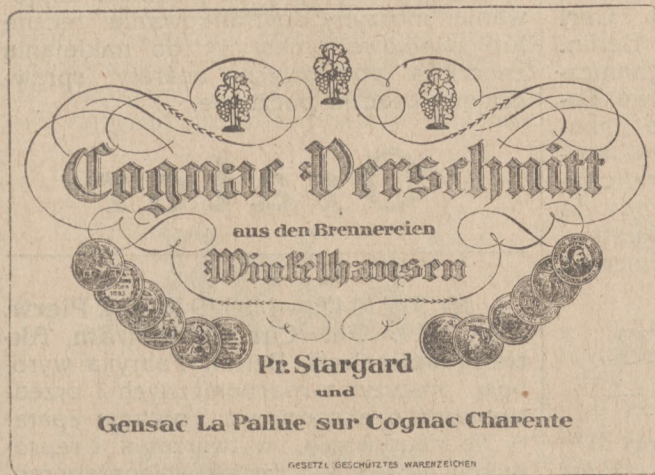 Cognac Verschnitt
aus den Brennereien
Winkelhausen
Pr. Stargard
und
Gensac La Pallue sur Cognac Charente
GESETZL. GESCHÜTZTES WARENZEICHEN